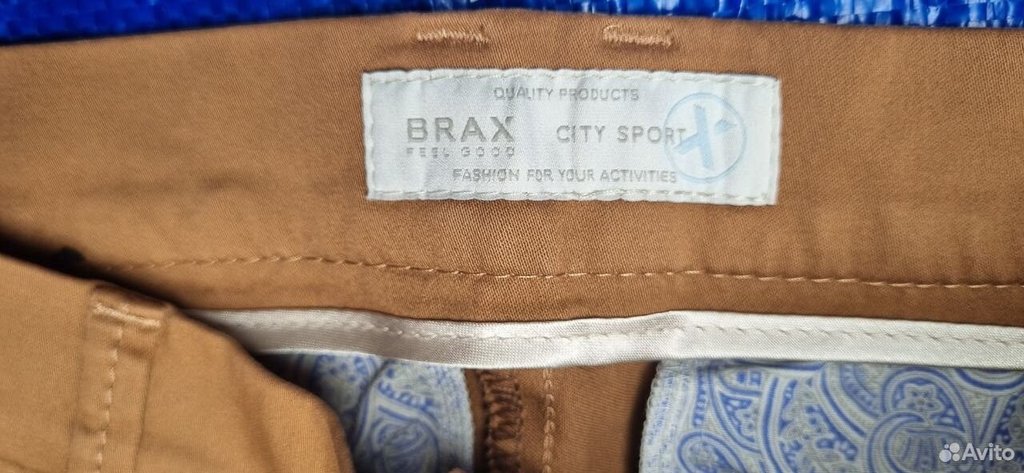 QUALITY PRODUCTS
BRAX CITY SPORT X
FEEL GOOD
FASHION FOR YOUR ACTIVITIES
Avito